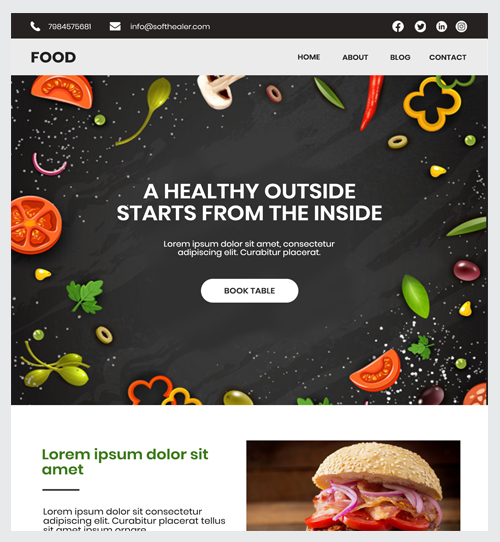 7984575681 info@softhealer.com
FOOD HOME ABOUT BLOG CONTACT
A HEALTHY OUTSIDE
STARTS FROM THE INSIDE
Lorem ipsum dolor sit amet, consectetur
adipiscing elit. Curabitur placerat.
BOOK TABLE
Lorem ipsum dolor sit
amet
Lorem ipsum dolor sit amet, consectetur
adipiscing elit. Curabitur placerat tellus
sit amet ipsum ornare